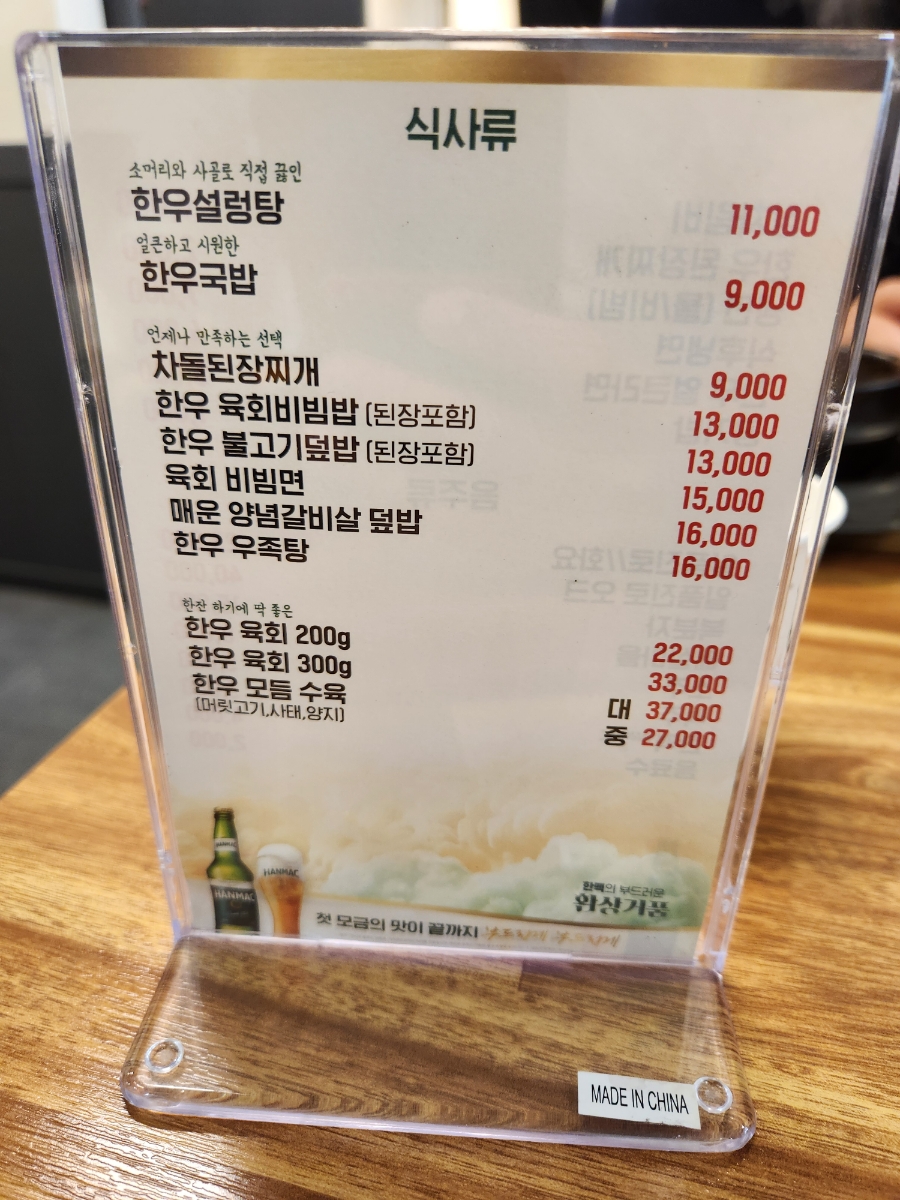 식사류
소머리와 사골로 직접 끓인
한우설렁탕 11,000
얼큰하고 시원한
한우국밥 9,000
언제나 만족하는 선택
차돌된장찌개 9,000
한우 육회비빔밥 (된장포함) 13,000
한우 불고기덮밥 (된장포함) 13,000
육회 비빔면 15,000
매운 양념갈비살 덮밥 16,000
한우 우족탕 16,000
한잔 하기에 딱 좋은
한우 육회 200g 22,000
한우 육회 300g 33,000
한우 모듬 수육 대 37,000
(머릿고기,사태,양지) 중 27,000
HANMAC
HANMAC
HANMAC
한맥의 부드러운
환상거품
첫 모금의 맛이 끝까지
MADE IN CHINA